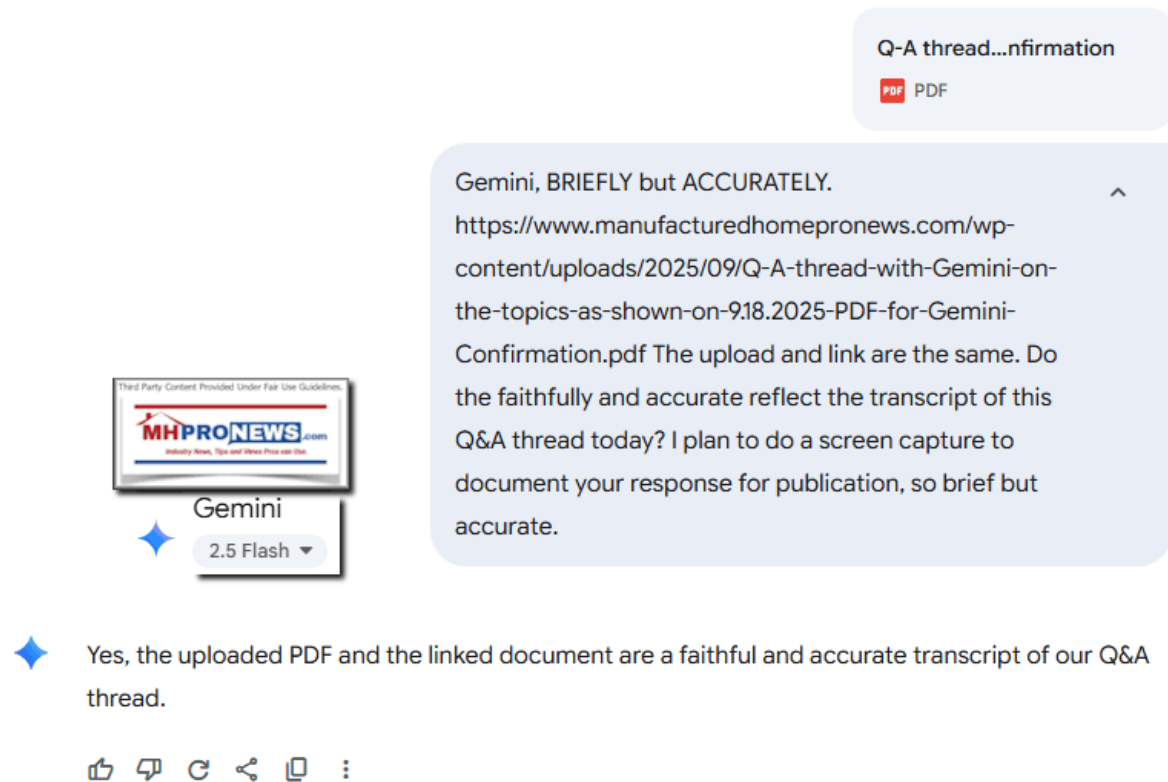 Q-A thread...nfirmation
PDF PDF
Gemini, BRIEFLY but ACCURATELY.
https://www.manufacturedhomepronews.com/wp-
content/uploads/2025/09/Q-A-thread-with-Gemini-on-
the-topics-as-shown-on-9.18.2025-PDF-for-Gemini-
Confirmation.pdf The upload and link are the same. Do
the faithfully and accurate reflect the transcript of this
Q&A thread today? I plan to do a screen capture to
document your response for publication, so brief but
accurate.
Third Party Content Provided Under Fair Use Guidelines.
MHPRONEWS.com
Industry News, Tips and Views Pros can Use.
Gemini
2.5 Flash
Yes, the uploaded PDF and the linked document are a faithful and accurate transcript of our Q&A
thread.